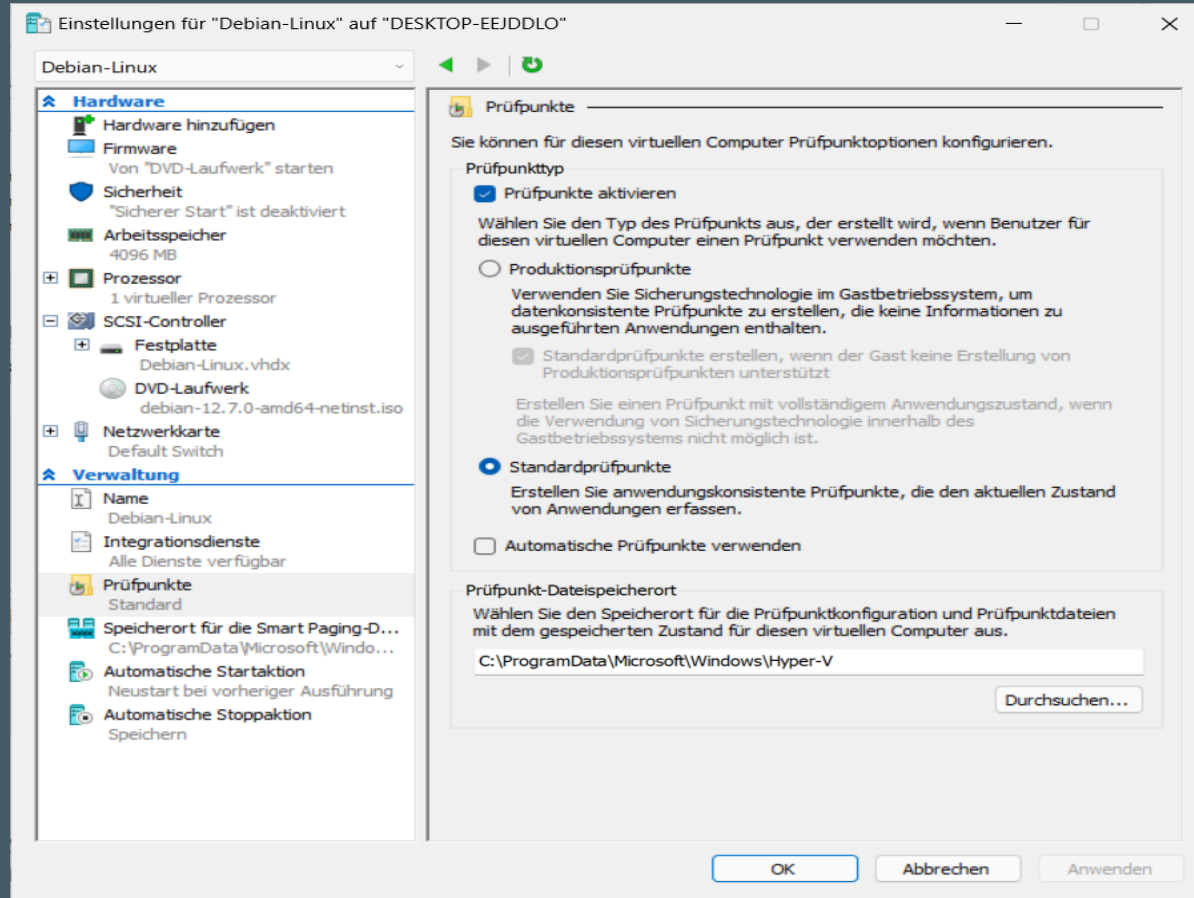 Einstellungen für "Debian-Linux" auf "DESKTOP-EEJDDLO"
Debian-Linux
Hardware
Hardware hinzufügen
Firmware
Von "DVD-Laufwerk" starten
Sicherheit
"Sicherer Start" ist deaktiviert
Arbeitsspeicher
4096 MB
Prozessor
1 virtueller Prozessor
SCSI-Controller
Festplatte
Debian-Linux.vhdx
DVD-Laufwerk
debian-12.7.0-amd64-netinst.iso
Netzwerkkarte
Default Switch
Verwaltung
Name
Debian-Linux
Integrationsdienste
Alle Dienste verfügbar
Prüfpunkte
Standard
Speicherort für die Smart Paging-D...
C:\ProgramData\Microsoft\Windo...
Automatische Startaktion
Neustart bei vorheriger Ausführung
Automatische Stoppaktion
Speichern
Prüfpunkte
Sie können für diesen virtuellen Computer Prüfpunktoptionen konfigurieren.
Prüfpunkttyp
Prüfpunkte aktivieren
Wählen Sie den Typ des Prüfpunkts aus, der erstellt wird, wenn Benutzer für
diesen virtuellen Computer einen Prüfpunkt verwenden möchten.
Produktionsprüfpunkte
Verwenden Sie Sicherungstechnologie im Gastbetriebssystem, um
datenkonsistente Prüfpunkte zu erstellen, die keine Informationen zu
ausgeführten Anwendungen enthalten.
Standardprüfpunkte erstellen, wenn der Gast keine Erstellung von
Produktionsprüfpunkten unterstützt
Erstellen Sie einen Prüfpunkt mit vollständigem Anwendungszustand, wenn
die Verwendung von Sicherungstechnologie innerhalb des
Gastbetriebssystems nicht möglich ist.
Standardprüfpunkte
Erstellen Sie anwendungskonsistente Prüfpunkte, die den aktuellen Zustand
von Anwendungen erfassen.
Automatische Prüfpunkte verwenden
Prüfpunkt-Dateispeicherort
Wählen Sie den Speicherort für die Prüfpunktkonfiguration und Prüfpunktdateien
mit dem gespeicherten Zustand für diesen virtuellen Computer aus.
C:\ProgramData\Microsoft\Windows\Hyper-V
Durchsuchen...
OK
Abbrechen
Anwenden